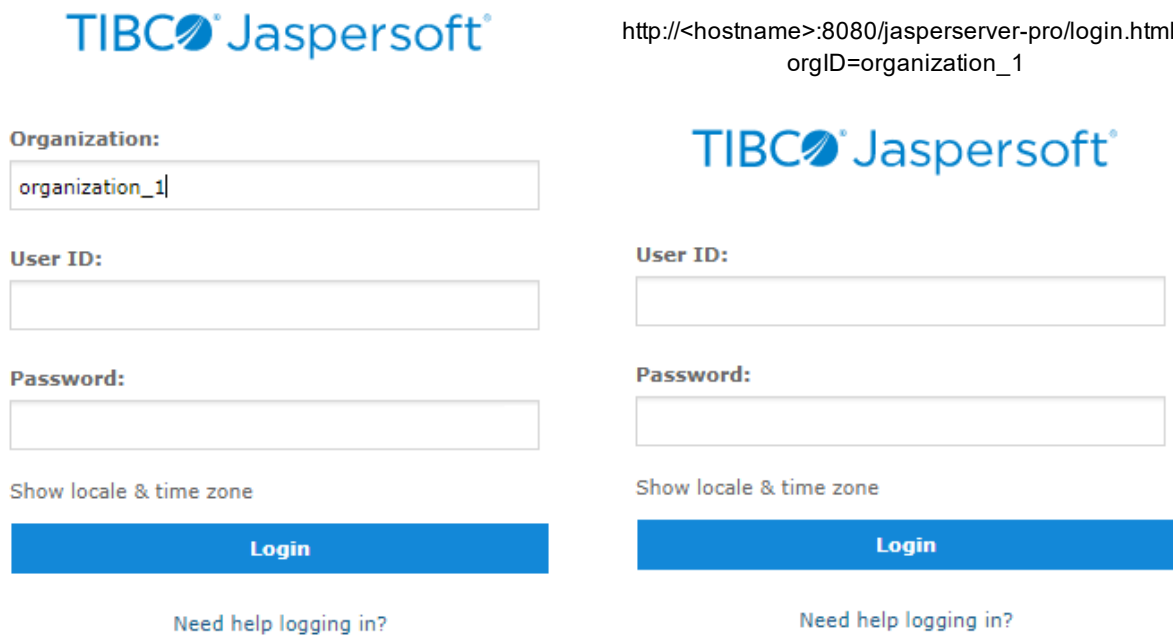 TIBCO Jaspersoft
Organization:
organization_1
User ID:
Password:
Show locale & time zone
Login
Need help logging in?
http://<hostname>:8080/jasperserver-pro/login.html
orgID=organization_1
TIBCO Jaspersoft
User ID:
Password:
Show locale & time zone
Login
Need help logging in?